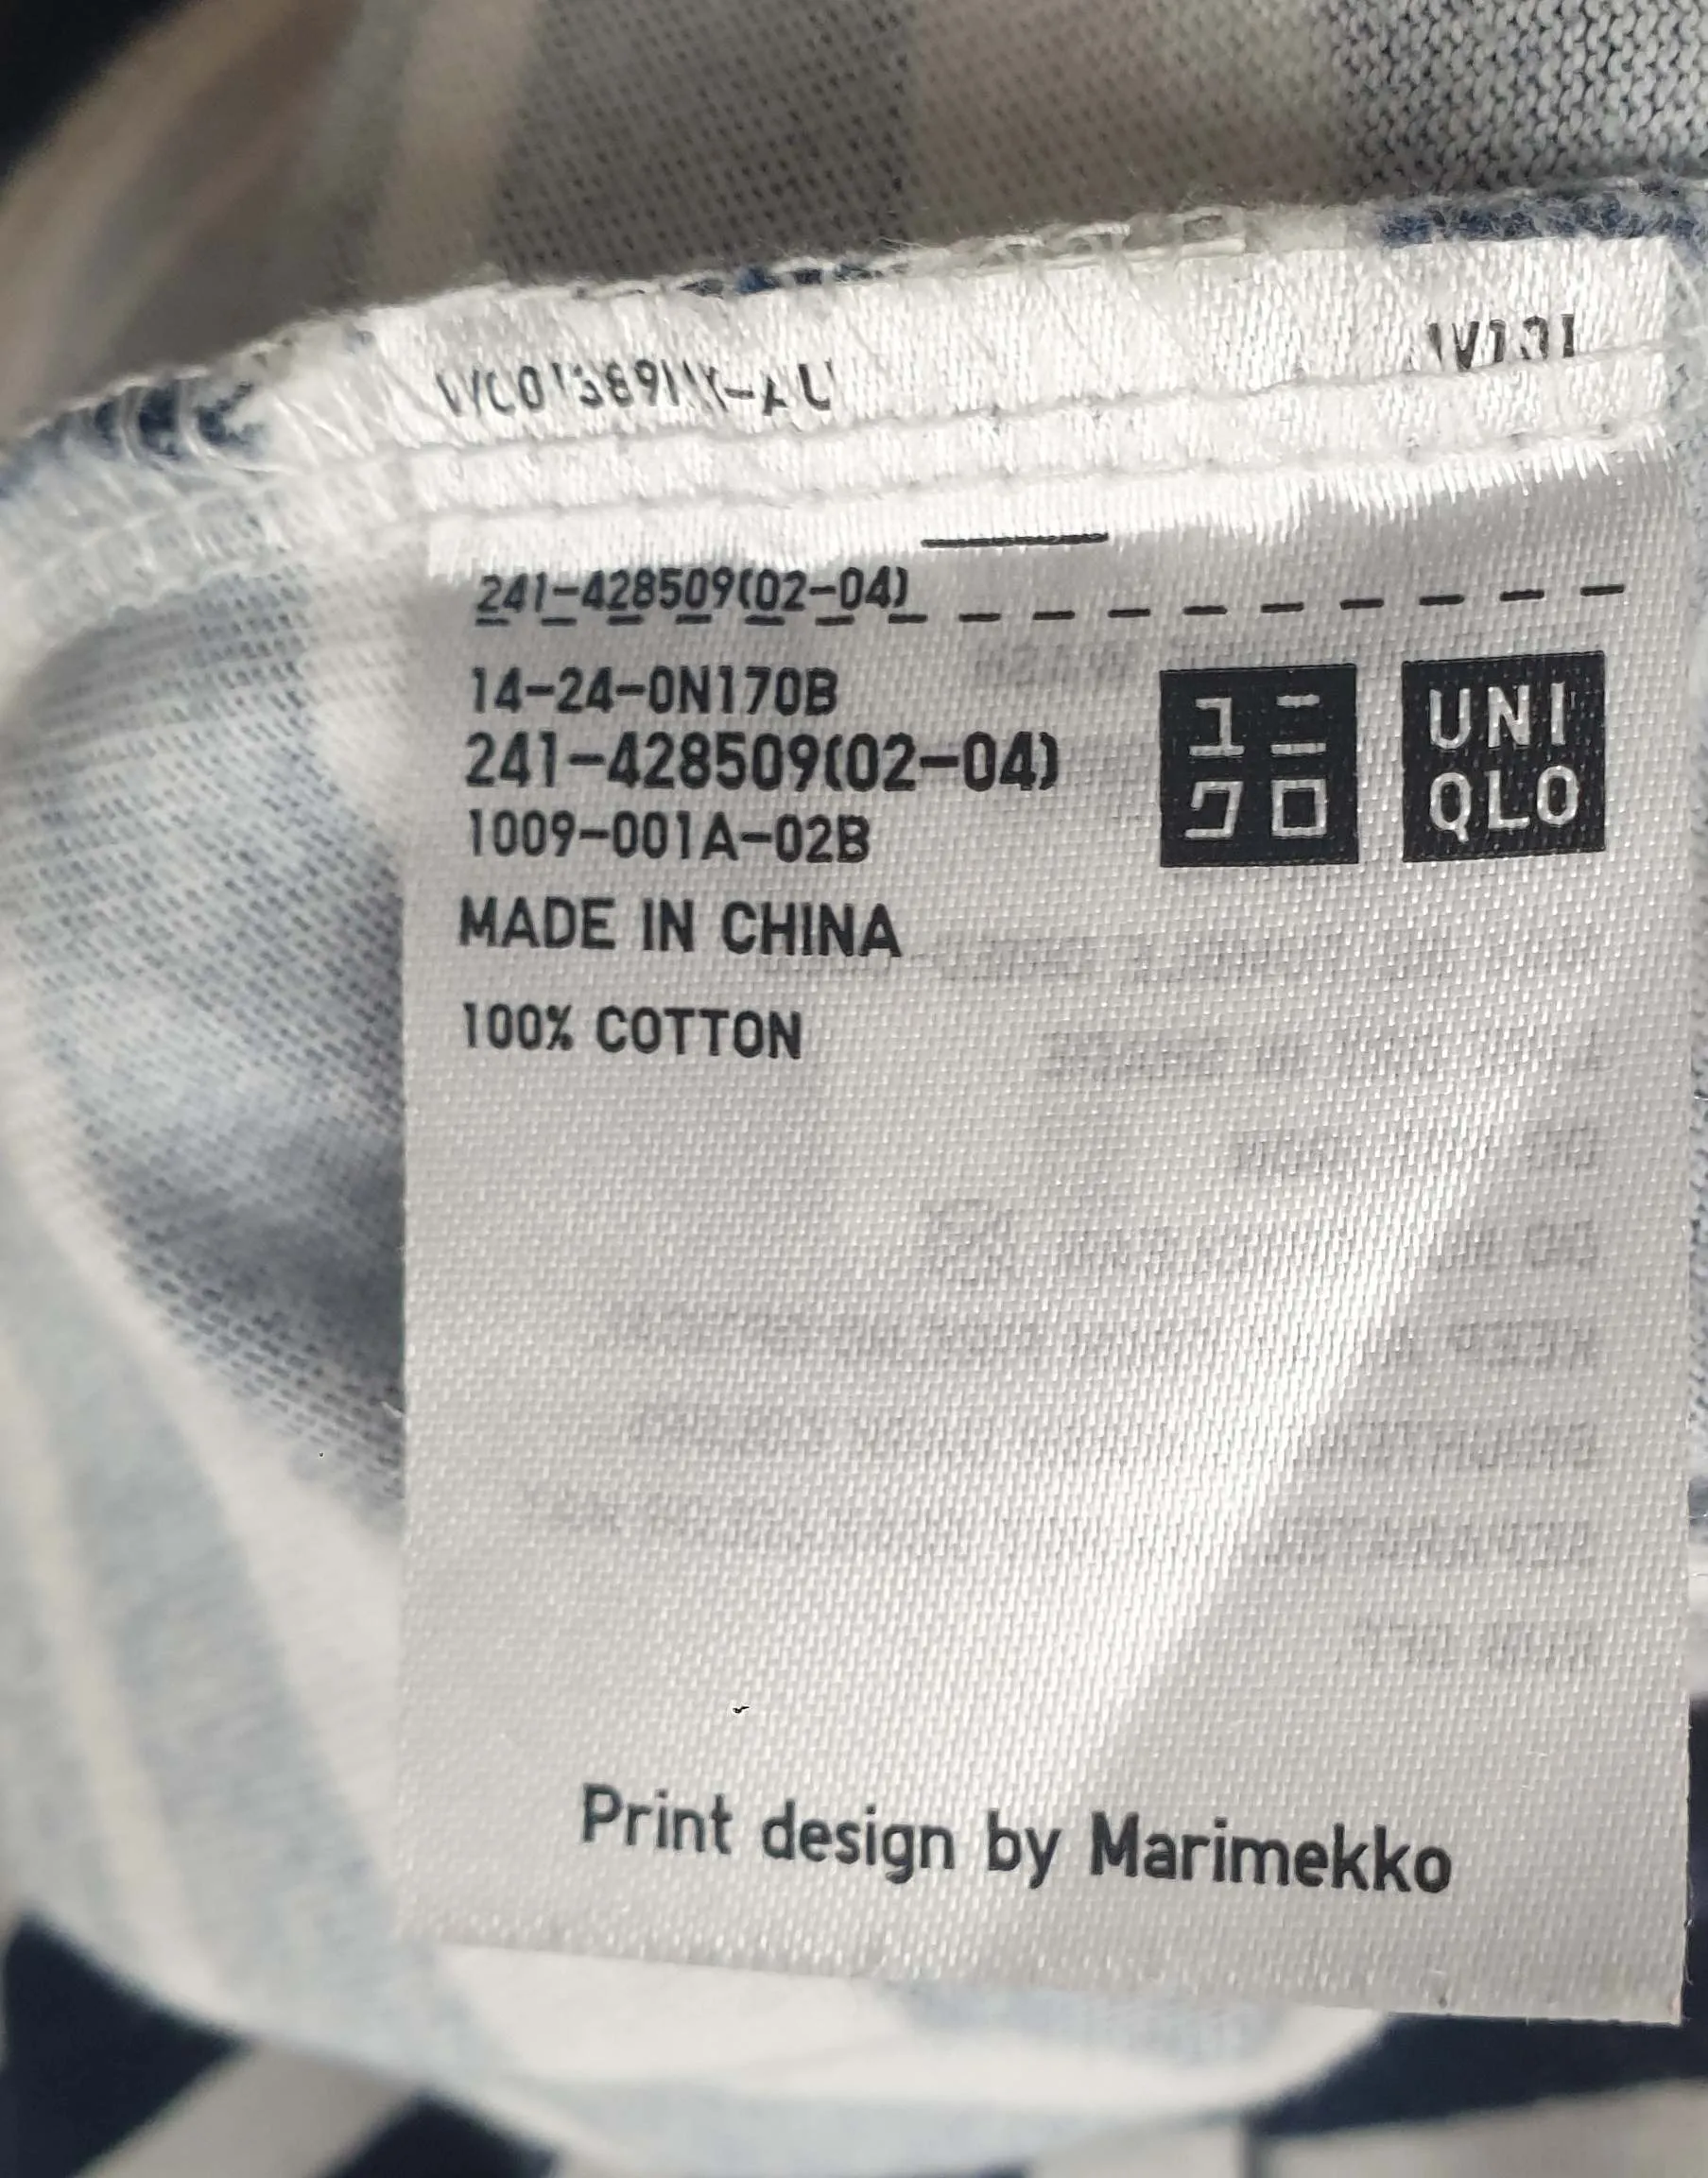 241-428509(02-04)
14-24-0N170B
241-428509(02-04)
1009-001A-02B
ユニ
クロ
UNI
QLO
MADE IN CHINA
100% COTTON
Print design by Marimekko